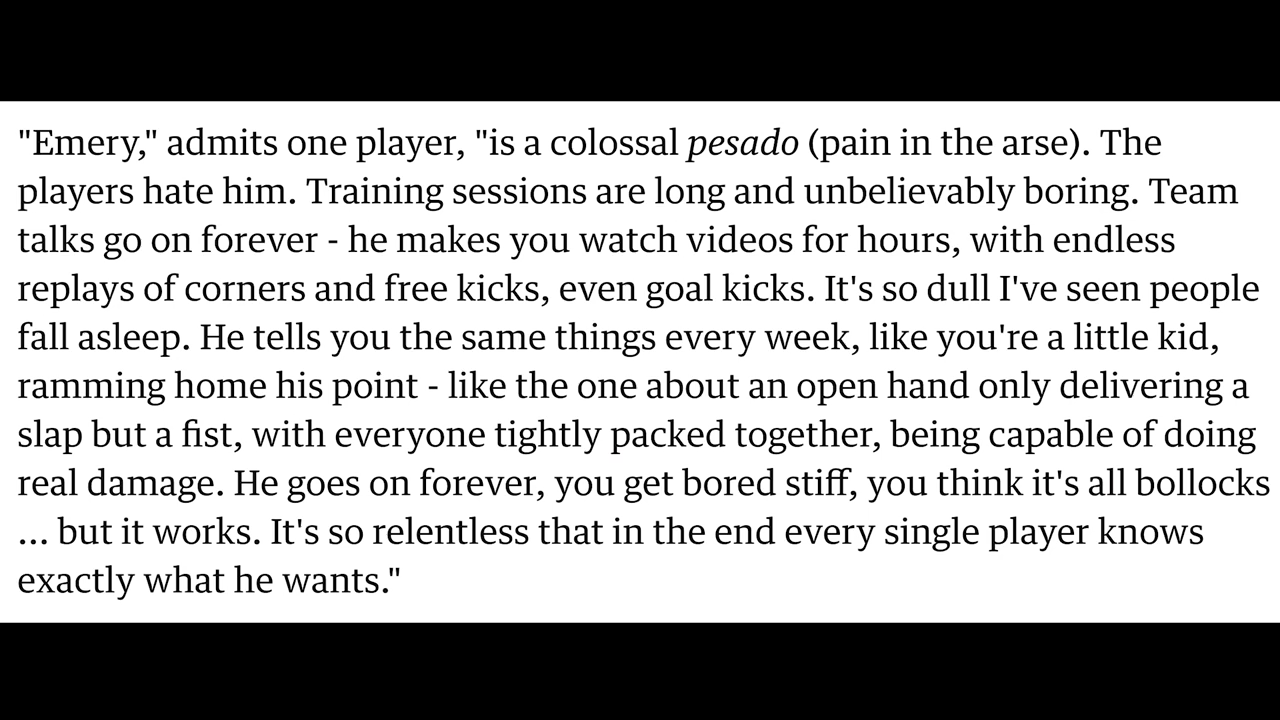 "Emery," admits one player, "is a colossal pesado (pain in the arse). The
players hate him. Training sessions are long and unbelievably boring. Team
talks go on forever - he makes you watch videos for hours, with endless
replays of corners and free kicks, even goal kicks. It's so dull I've seen people
fall asleep. He tells you the same things every week, like you're a little kid,
ramming home his point - like the one about an open hand only delivering a
slap but a fist, with everyone tightly packed together, being capable of doing
real damage. He goes on forever, you get bored stiff, you think it's all bollocks
... but it works. It's so relentless that in the end every single player knows
exactly what he wants."